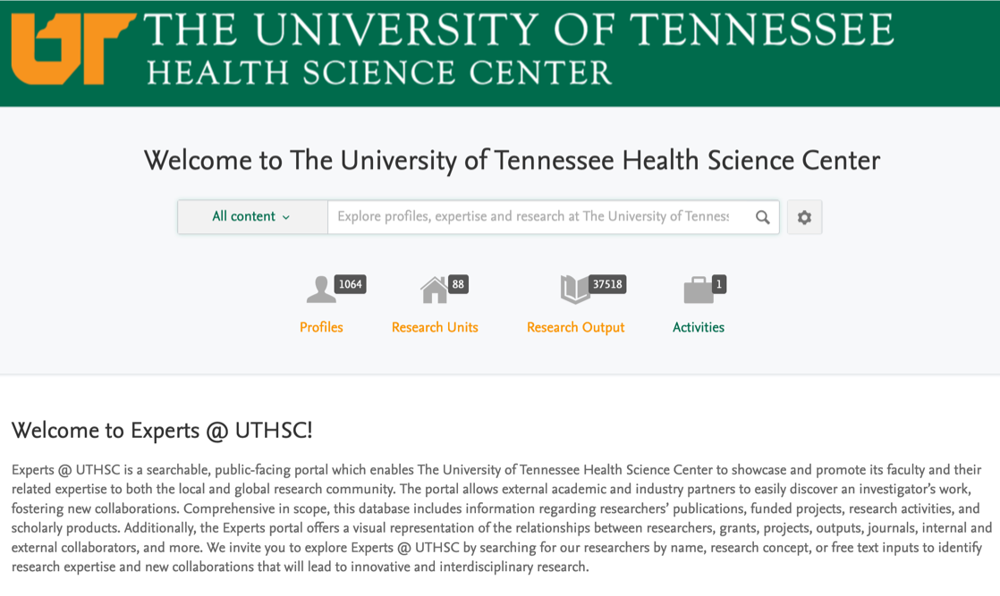 UT THE UNIVERSITY OF TENNESSEE
HEALTH SCIENCE CENTER
Welcome to The University of Tennessee Health Science Center
All content
Explore profiles, expertise and research at The University of Tennes
1064
88
37518
1
Profiles
Research Units
Research Output
Activities
Welcome to Experts @ UTHSC!
Experts @ UTHSC is a searchable, public-facing portal which enables The University of Tennessee Health Science Center to showcase and promote its faculty and their
related expertise to both the local and global research community. The portal allows external academic and industry partners to easily discover an investigator's work,
fostering new collaborations. Comprehensive in scope, this database includes information regarding researchers' publications, funded projects, research activities, and
scholarly products. Additionally, the Experts portal offers a visual representation of the relationships between researchers, grants, projects, outputs, journals, internal and
external collaborators, and more. We invite you to explore Experts @ UTHSC by searching for our researchers by name, research concept, or free text inputs to identify
research expertise and new collaborations that will lead to innovative and interdisciplinary research.